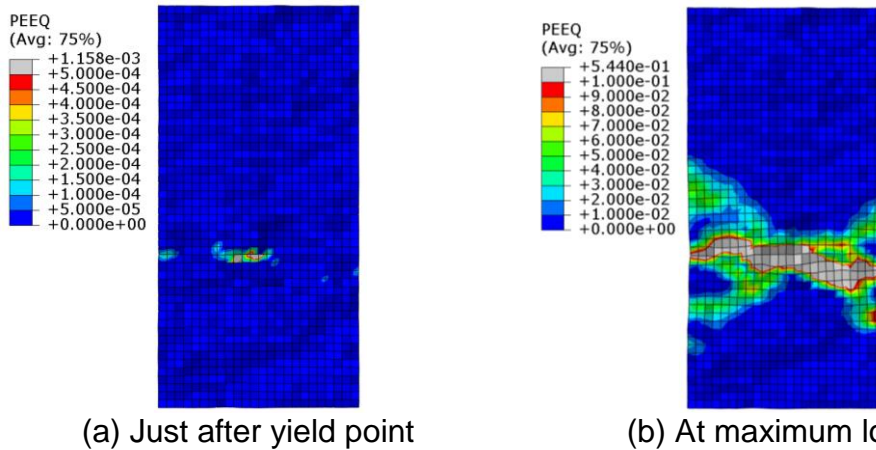 PEEQ
(Avg: 75%)
+1.158e-03
+5.000e-04
+4.500e-04
+4.000e-04
+3.500e-04
+3.000e-04
+2.500e-04
+2.000e-04
+1.500e-04
+1.000e-04
+5.000e-05
+0.000e+00
(a) Just after yield point
PEEQ
(Avg: 75%)
+5.440e-01
+1.000e-01
+9.000e-02
+8.000e-02
+7.000e-02
+6.000e-02
+5.000e-02
+4.000e-02
+3.000e-02
+2.000e-02
+1.000e-02
+0.000e+00
(b) At maximum lo